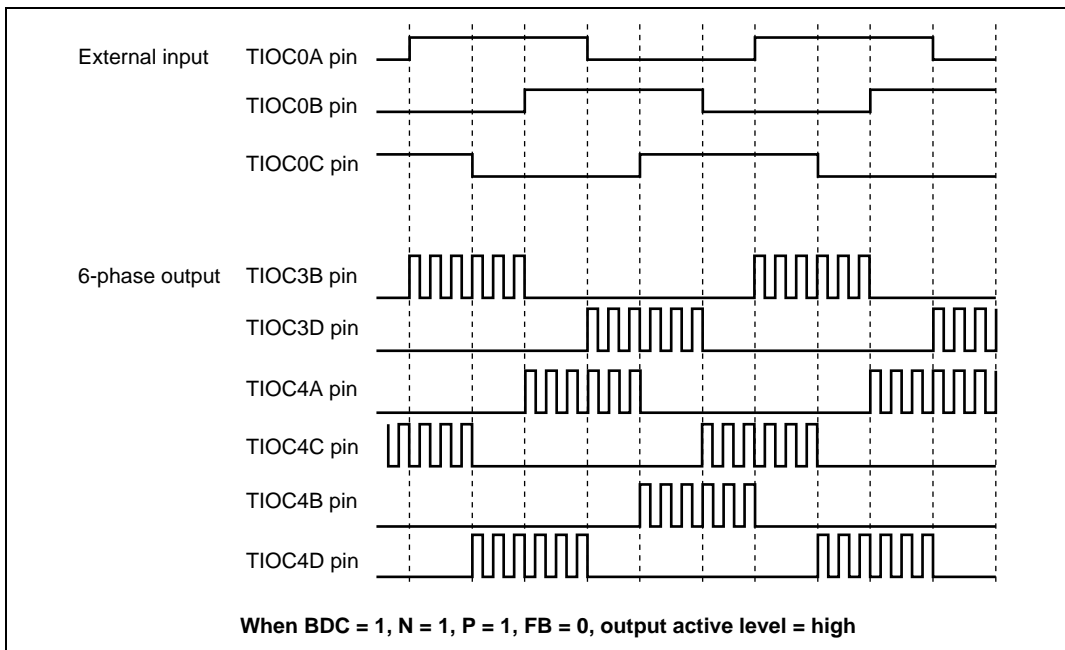 External input TIOC0A pin
TIOC0B pin
TIOC0C pin
6-phase output TIOC3B pin
TIOC3D pin
TIOC4A pin
TIOC4C pin
TIOC4B pin
TIOC4D pin
When BDC = 1, N = 1, P = 1, FB = 0, output active level = high